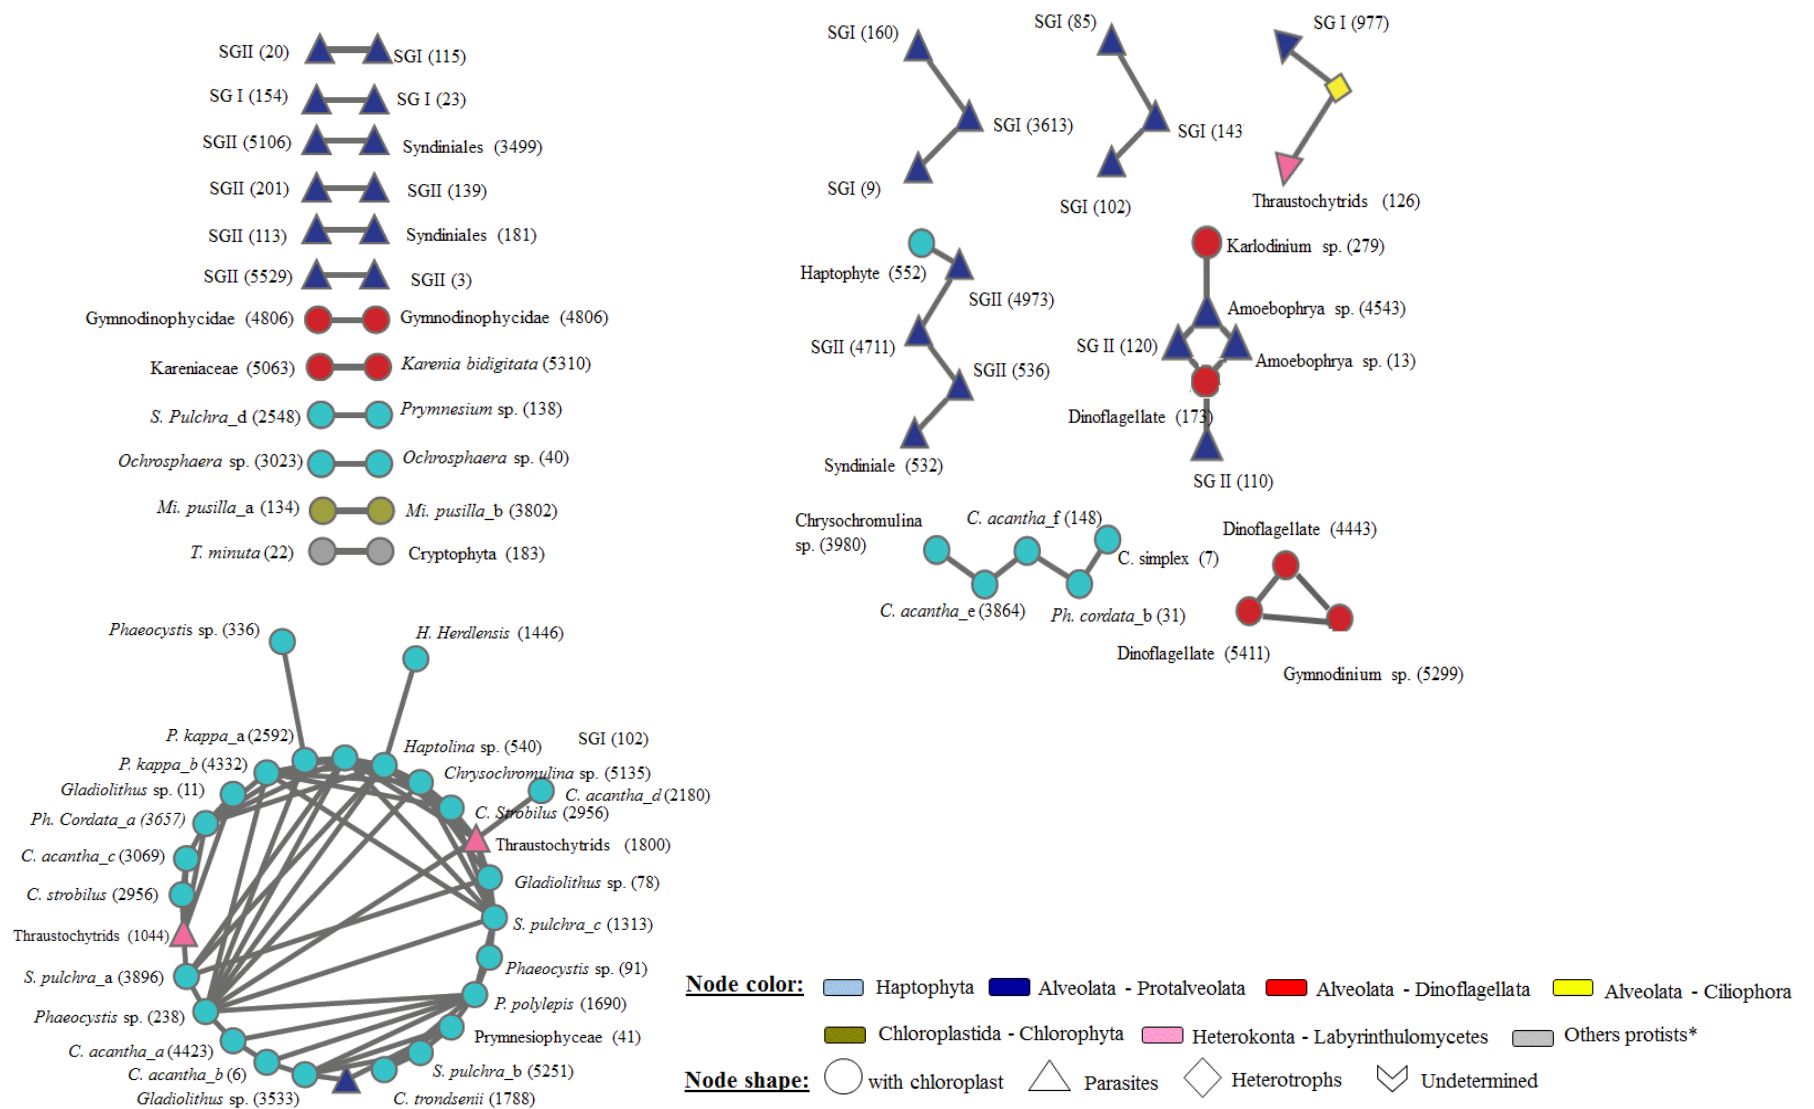 SGII (20)
SGI (115)
SG I (154)
SG I (23)
SGII (5106)
Syndiniales (3499)
SGII (201)
SGII (139)
SGII (113)
Syndiniales (181)
SGII (5529)
SGII (3)
Gymnodinophycidae (4806)
Gymnodinophycidae (4806)
Kareniaceae (5063)
Karenia bidigitata (5310)
S. Pulchra_d (2548)
Prymnesium sp. (138)
Ochrosphaera sp. (3023)
Ochrosphaera sp. (40)
Mi. pusilla_a (134)
Mi. pusilla_b (3802)
T. minuta (22)
Cryptophyta (183)
SGI (160)
SGI (3613)
SGI (9)
SGI (85)
SGI (143
SGI (102)
SG I (977)
Thraustochytrids (126)
Haptophyte (552)
SGII (4973)
SGII (4711)
SGII (536)
Syndiniale (532)
Karlodinium sp. (279)
Amoebophrya sp. (4543)
SG II (120)
Amoebophrya sp. (13)
Dinoflagellate (173)
SG II (110)
Chrysochromulina
sp. (3980)
C. acantha_f (148)
C. simplex (7)
C. acantha_e (3864)
Ph. cordata_b (31)
Dinoflagellate (4443)
Dinoflagellate (5411)
Gymnodinium sp. (5299)
Phaeocystis sp. (336)
H. Herdlensis (1446)
P. kappa_a (2592)
Haptolina sp. (540)
SGI (102)
P. kappa_b (4332)
Chrysochromulina sp. (5135)
Gladiolithus sp. (11)
C. acantha_d (2180)
Ph. Cordata_a (3657)
C. Strobilus (2956)
C. acantha_c (3069)
Thraustochytrids (1800)
C. strobilus (2956)
Gladiolithus sp. (78)
Thraustochytrids (1044)
S. pulchra_c (1313)
S. pulchra_a (3896)
Phaeocystis sp. (91)
Phaeocystis sp. (238)
P. polylepis (1690)
C. acantha_a (4423)
Prymnesiophyceae (41)
C. acantha_b (6)
S. pulchra_b (5251)
Gladiolithus sp. (3533)
C. trondsenii (1788)
Node color: Haptophyta Alveolata - Protalveolata Alveolata - Dinoflagellata Alveolata - Ciliophora
Chloroplastida - Chlorophyta Heterokonta - Labyrinthulomycetes Others protists*
Node shape: with chloroplast Parasites Heterotrophs Undetermined